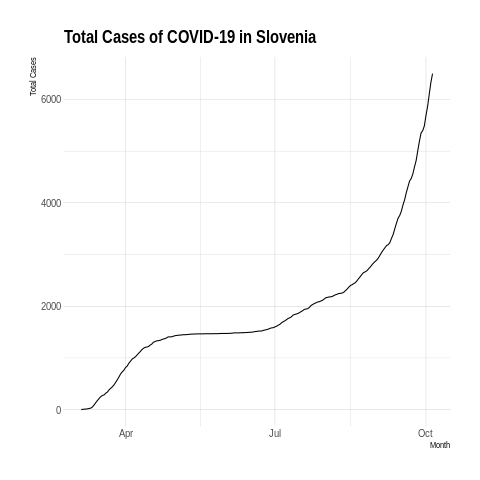 Total Cases of COVID-19 in Slovenia
Total Cases
6000
4000
2000
0
Apr Jul Oct
Month